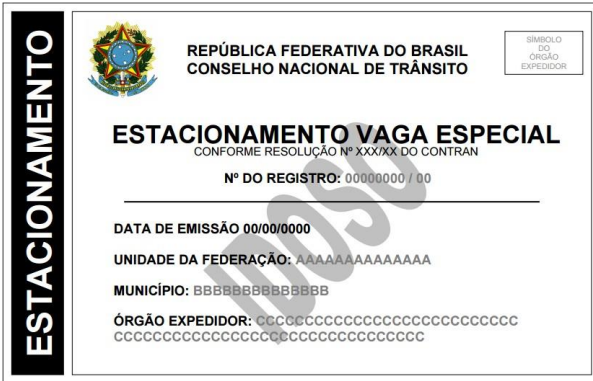 ESTACIONAMENTO
REPÚBLICA FEDERATIVA DO BRASIL
CONSELHO NACIONAL DE TRÂNSITO
SÍMBOLO
DO
ÓRGÃO
EXPEDIDOR
ESTACIONAMENTO VAGA ESPECIAL
CONFORME RESOLUÇÃO Nº XXX/XX DO CONTRAN
Nº DO REGISTRO: 00000000 / 00
IDOSO
DATA DE EMISSÃO 00/00/0000
UNIDADE DA FEDERAÇÃO: AAAAAAAAAAAAAA
MUNICÍPIO: BBBBBBBBBBBBBB
ÓRGÃO EXPEDIDOR: CCCCCCCCCCCCCCCCCCCCCCCCCCC
CCCCCCCCCCCCCCCCCCCCCCCCCCCCCCCC